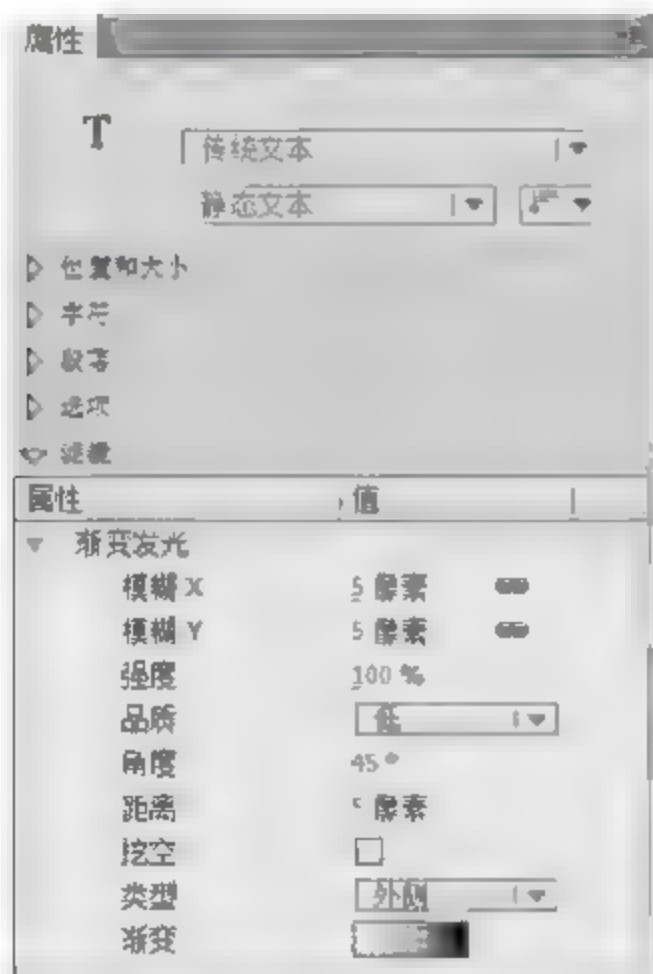 属性
T
传统文本
静态文本
位置和大小
字符
段落
选项
滤镜
属性 值
渐变发光
模糊 X 5 像素
模糊 Y 5 像素
强度 100 %
品质 低
角度 45 °
距离 5 像素
挖空
类型 外侧
渐变